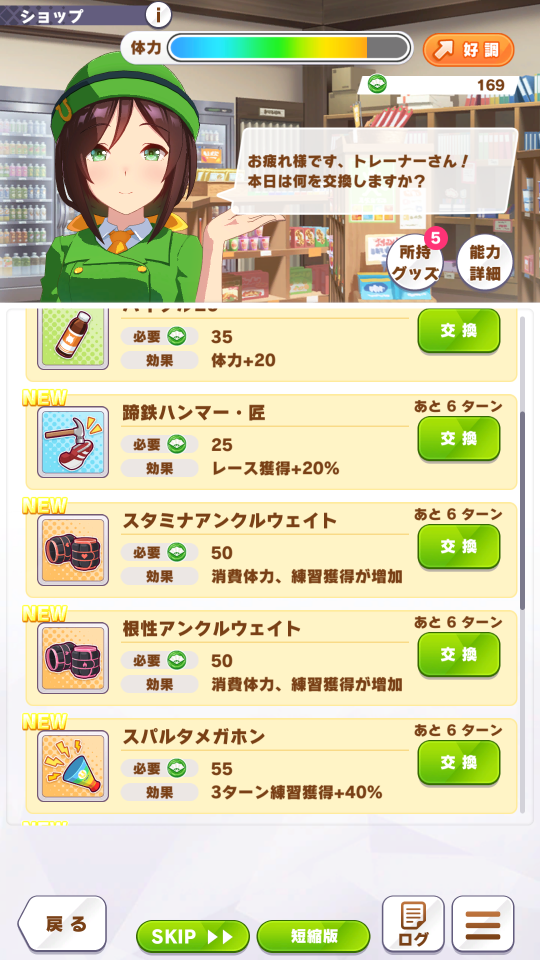 ショップ
i
体力
好調
169
お疲れ様です、トレーナーさん！
本日は何を交換しますか？
5
所持
グッズ
能力
詳細
必要 35
効果 体力+20
交換
NEW
蹄鉄ハンマー・匠
あと 6 ターン
必要 25
効果 レース獲得+20%
交換
NEW
スタミナアンクルウェイト
あと 6 ターン
必要 50
効果 消費体力、練習獲得が増加
交換
NEW
根性アンクルウェイト
あと 6 ターン
必要 50
効果 消費体力、練習獲得が増加
交換
NEW
スパルタメガホン
あと 6 ターン
必要 55
効果 3ターン練習獲得+40%
交換
戻る
SKIP
短縮版
ログ